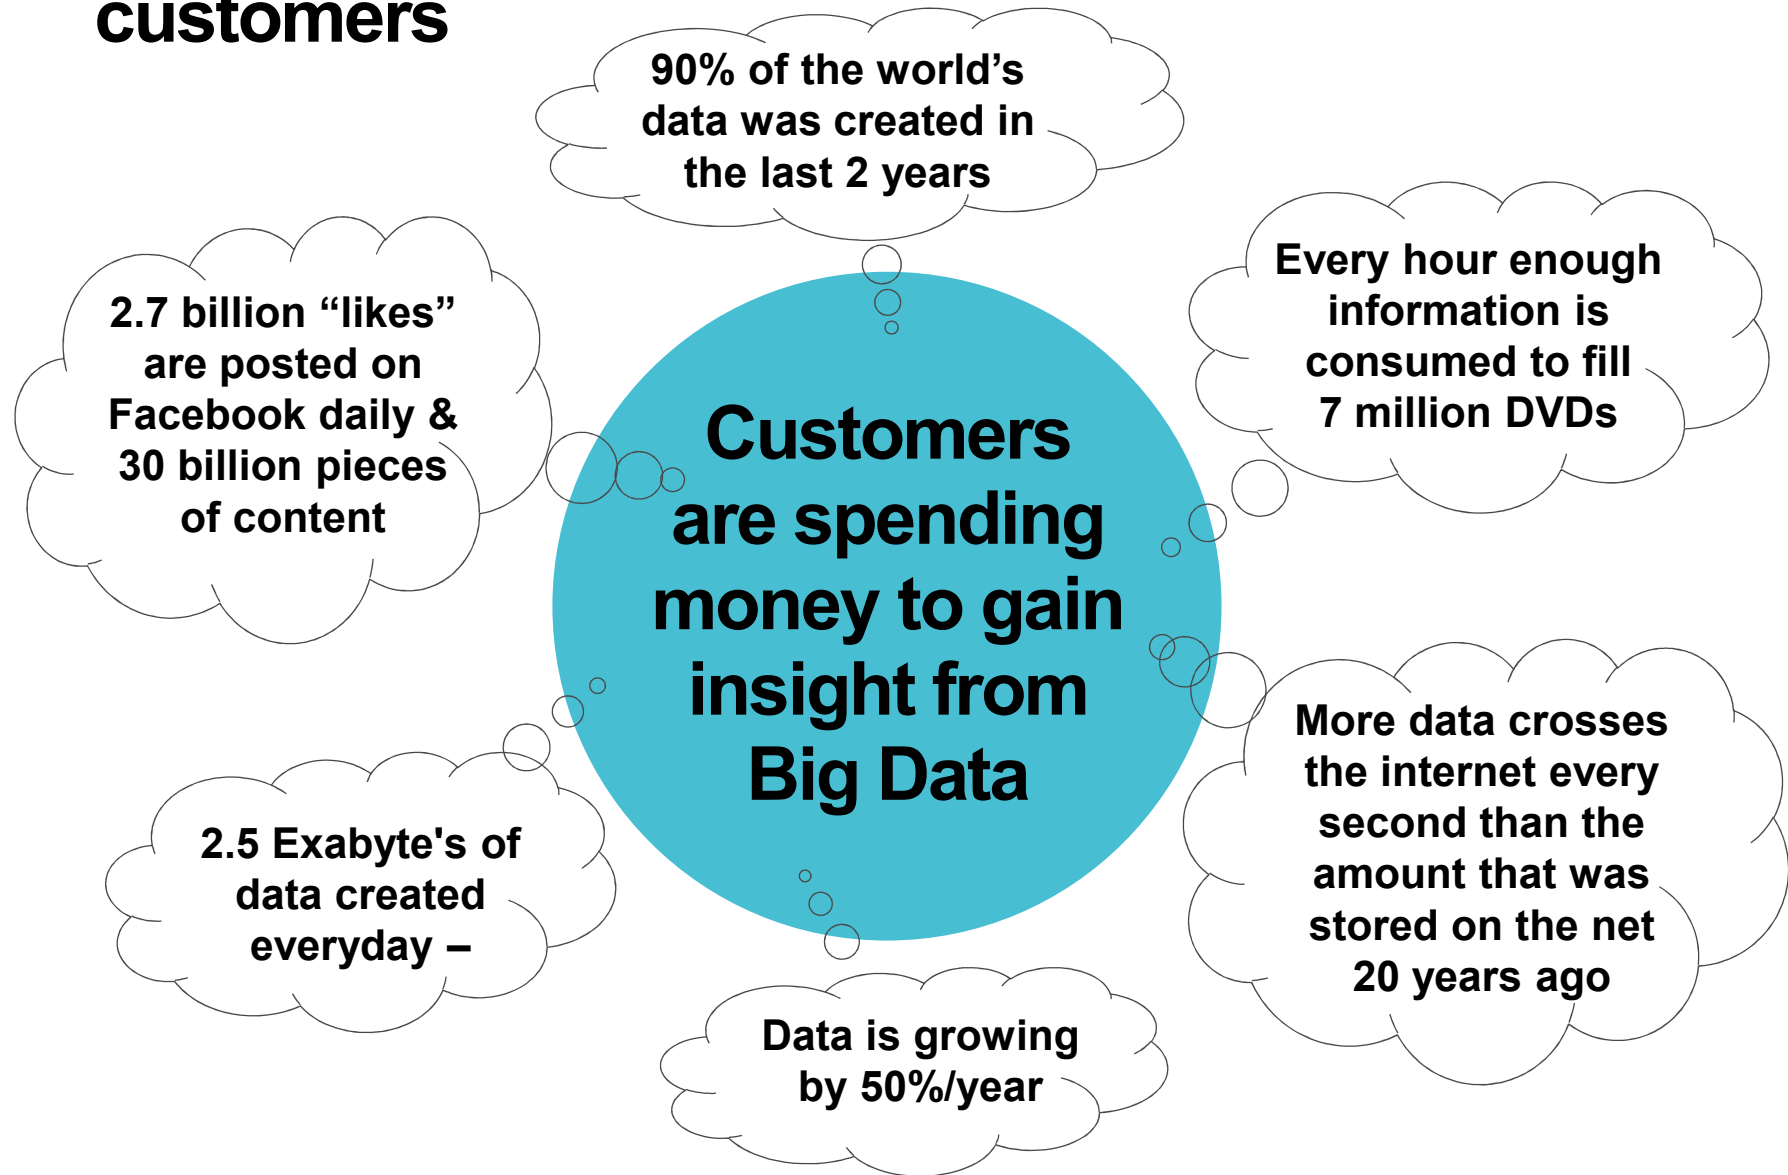 customers
90% of the world’s
data was created in
the last 2 years
2.7 billion “likes”
are posted on
Facebook daily &
30 billion pieces
of content
Every hour enough
information is
consumed to fill
7 million DVDs
Customers
are spending
money to gain
insight from
Big Data
2.5 Exabyte's of
data created
everyday –
More data crosses
the internet every
second than the
amount that was
stored on the net
20 years ago
Data is growing
by 50%/year